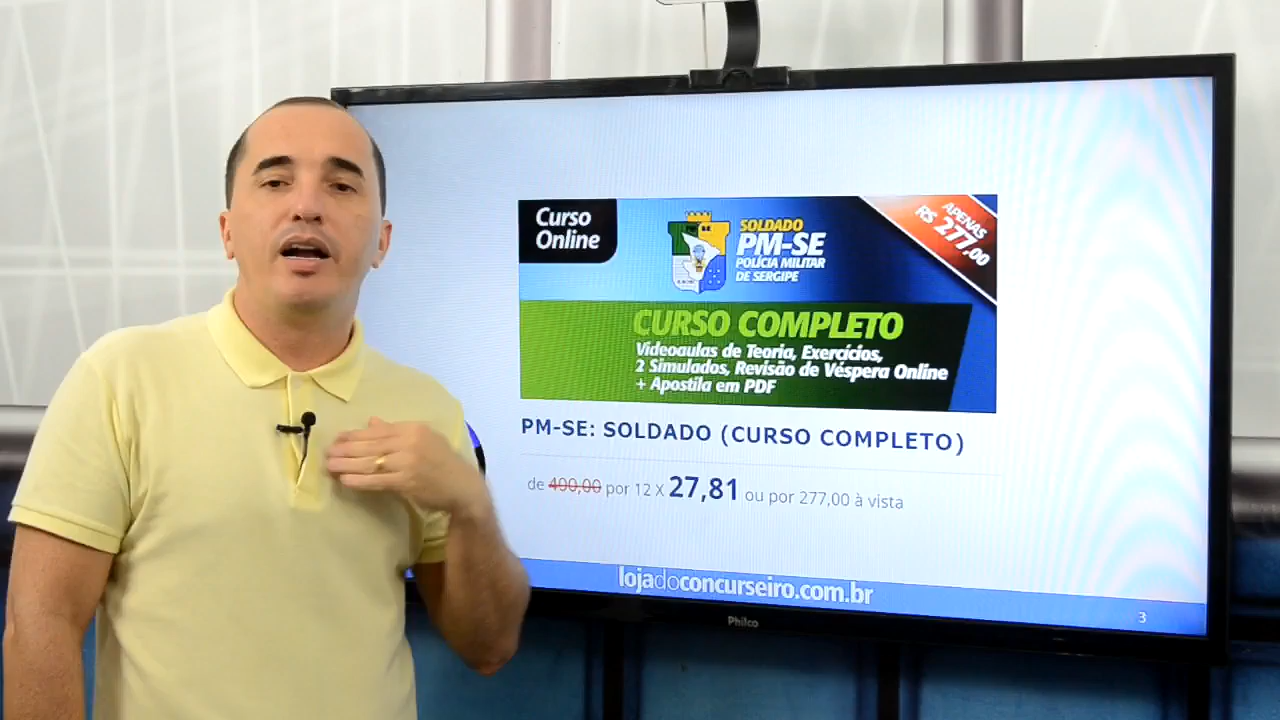 Curso
Online
SOLDADO
PM-SE
POLÍCIA MILITAR
DE SERGIPE
APENAS
R$ 277,00
CURSO COMPLETO
Videoaulas de Teoria, Exercícios,
2 Simulados, Revisão de Véspera Online
+ Apostila em PDF
PM-SE: SOLDADO (CURSO COMPLETO)
de 400,00 por 12 X 27,81 ou por 277,00 à vista
lojadoconcurseiro.com.br
3
Philco